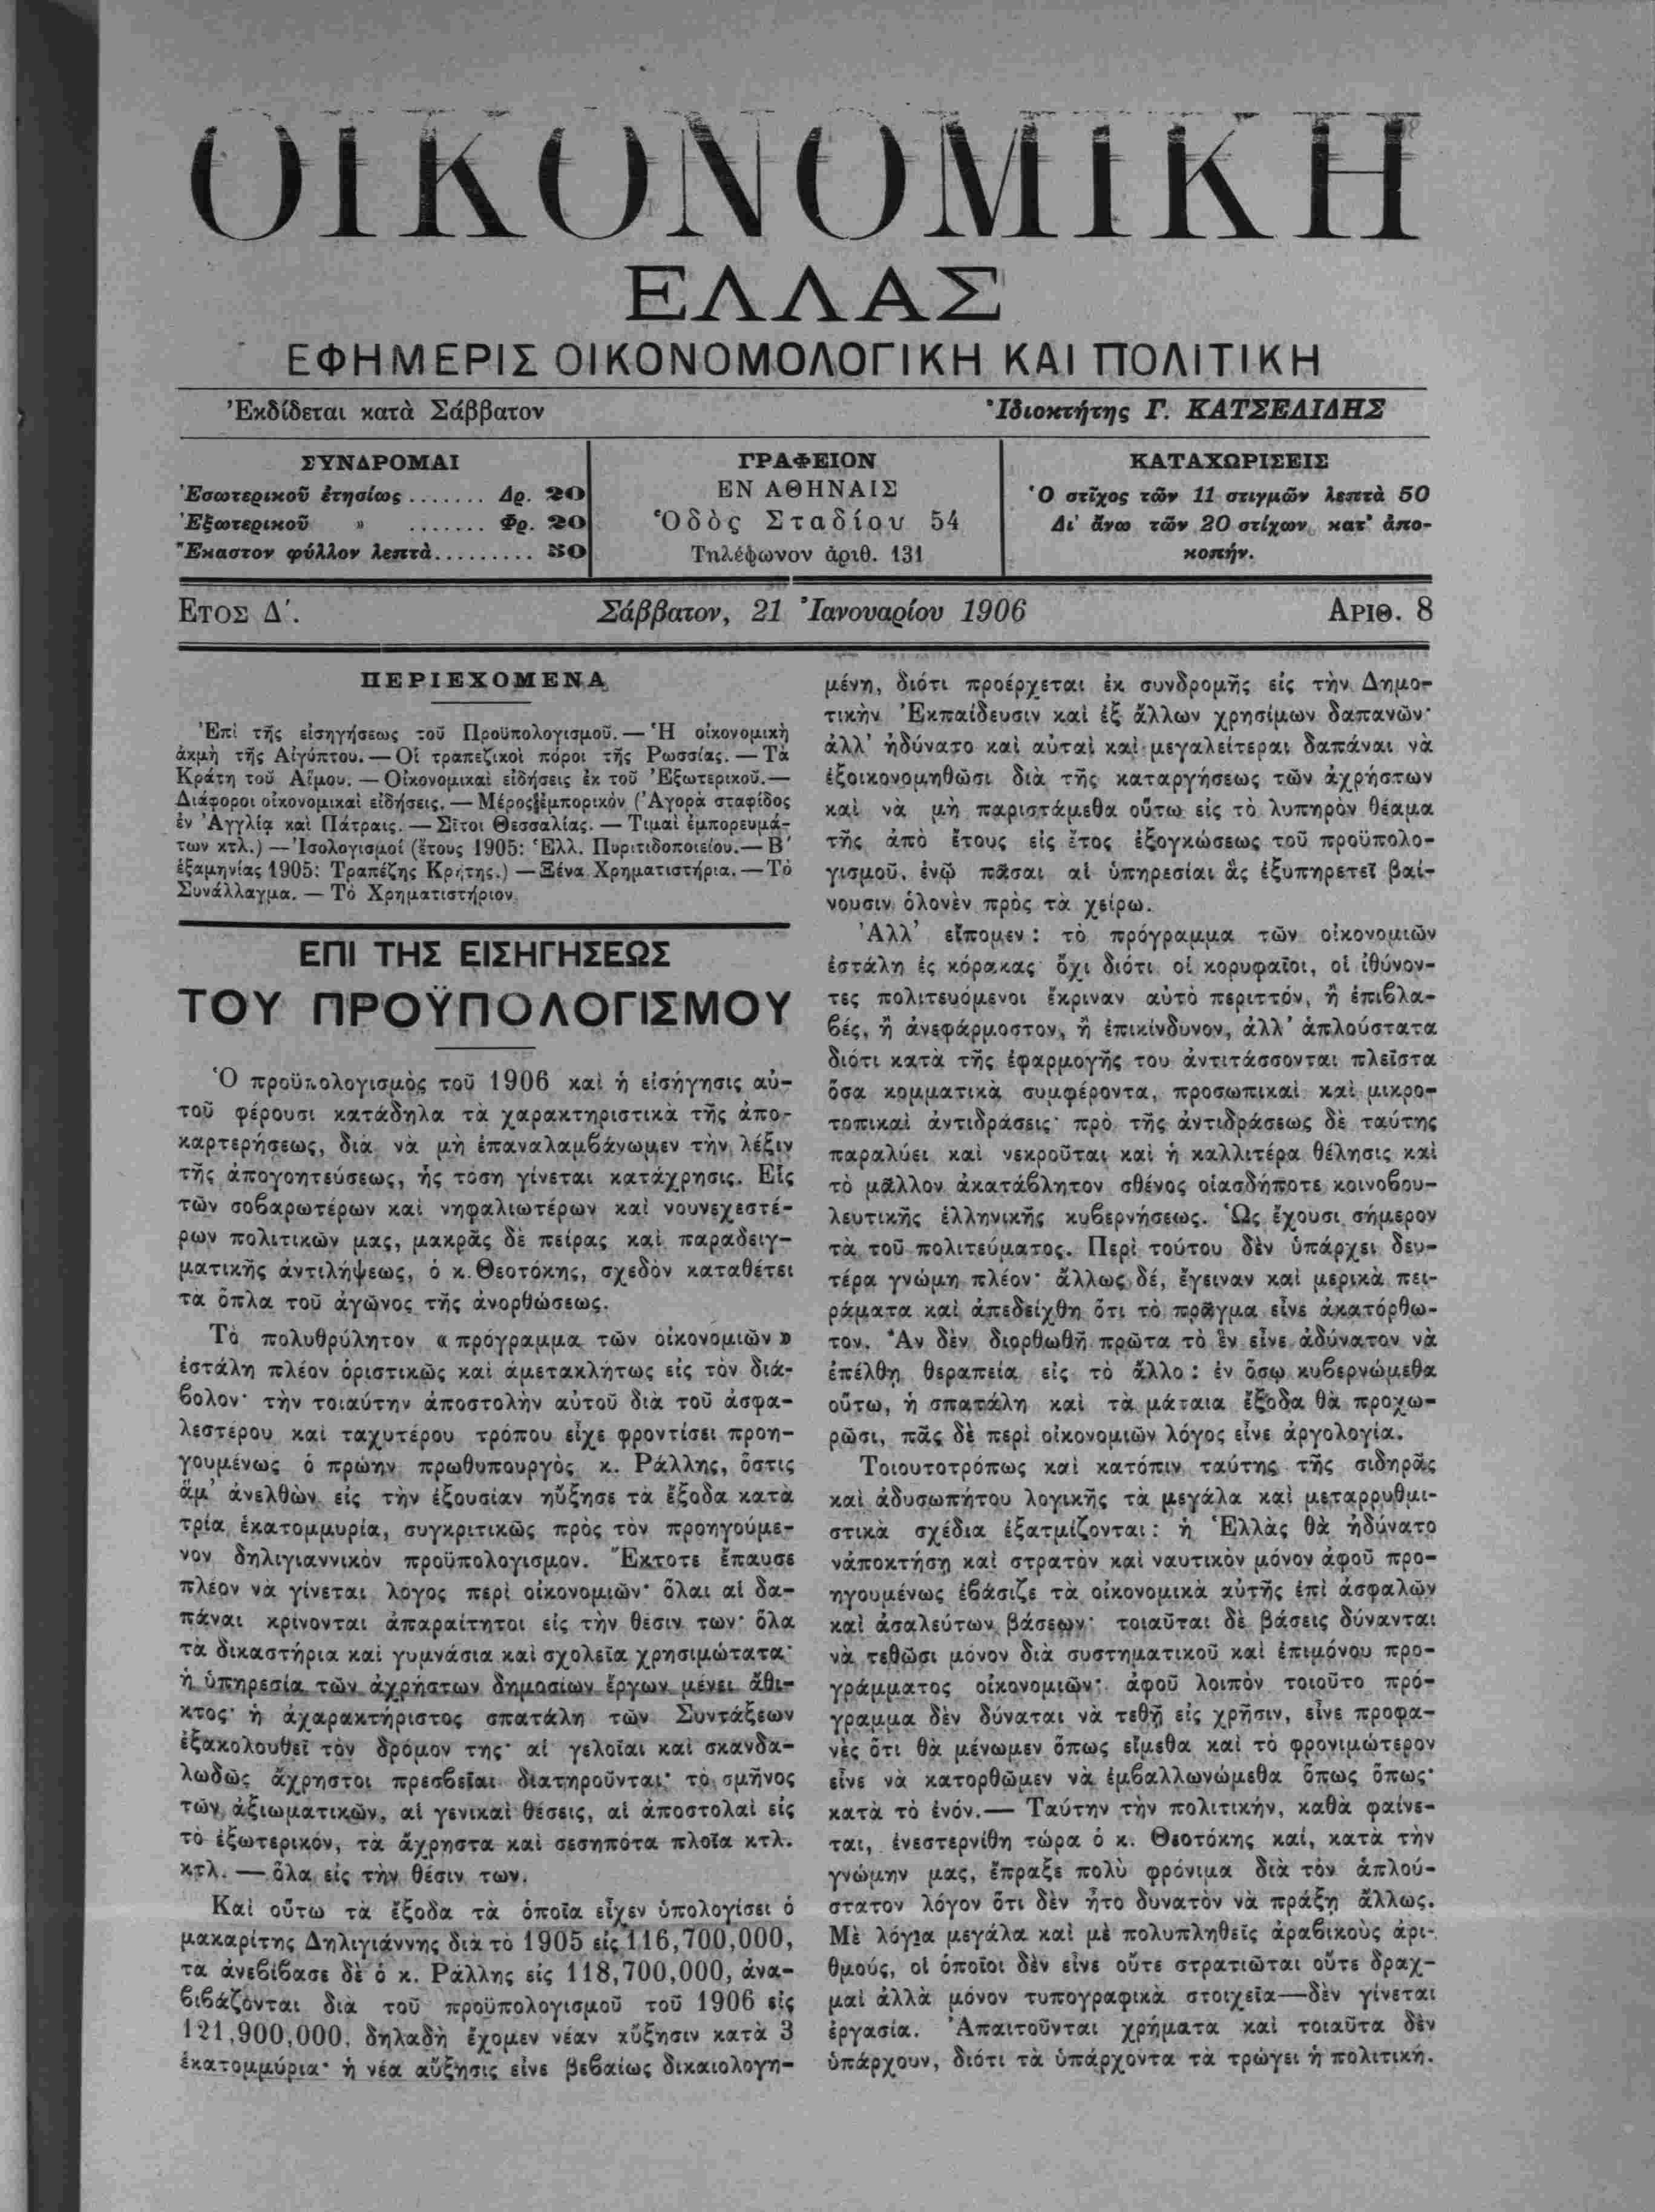 ΟΙΚΟΝΟΜΙΚΗ
ΕΛΛΑΣ
ΕΦΗΜΕΡΙΣ ΟΙΚΟΝΟΜΟΛΟΓΙΚΗ ΚΑΙ ΠΟΛΙΤΙΚΗ
Ἐκδίδεται κατὰ Σάββατον
Ἰδιοκτήτης Γ. ΚΑΤΣΕΛΙΔΗΣ
ΣΥΝΔΡΟΜΑΙ
Ἐσωτερικοῦ ἐτησίως ....... Δρ. 20
Ἐξωτερικοῦ » ....... Φρ. 20
Ἕκαστον φύλλον λεπτὰ......... 50
ΓΡΑΦΕΙΟΝ
ΕΝ ΑΘΗΝΑΙΣ
Ὁδὸς Σταδίου 54
Τηλέφωνον ἀριθ. 131
ΚΑΤΑΧΩΡΙΣΕΙΣ
Ὁ στῖχος τῶν 11 στιγμῶν λεπτὰ 50
Δι' ἄνω τῶν 20 στίχων κατ' ἀπο-
κοπήν.
ΕΤΟΣ Δ΄.
Σάββατον, 21 Ἰανουαρίου 1906
ΑΡΙΘ. 8
ΠΕΡΙΕΧΟΜΕΝΑ
Ἐπὶ τῆς εἰσηγήσεως τοῦ Προϋπολογισμοῦ. — Ἡ οἰκονομικὴ
ἀκμὴ τῆς Αἰγύπτου. — Οἱ τραπεζικοὶ πόροι τῆς Ρωσσίας. — Τὰ
Κράτη τοῦ Αἵμου. — Οἰκονομικαὶ εἰδήσεις ἐκ τοῦ Ἐξωτερικοῦ. —
Διάφοροι οἰκονομικαὶ εἰδήσεις. — Μέρος ἐμπορικόν (Ἀγορὰ σταφίδος
ἐν Ἀγγλίᾳ καὶ Πάτραις. — Σῖτοι Θεσσαλίας. — Τιμαὶ ἐμπορευμά-
των κτλ.) — Ἰσολογισμοί (ἔτους 1905: Ἑλλ. Πυριτιδοποιείου. — Β΄
ἑξαμηνίας 1905: Τραπέζης Κρήτης.) — Ξένα Χρηματιστήρια. — Τὸ
Συνάλλαγμα. — Τὸ Χρηματιστήριον.
ΕΠΙ ΤΗΣ ΕΙΣΗΓΗΣΕΩΣ
ΤΟΥ ΠΡΟΫΠΟΛΟΓΙΣΜΟΥ
Ὁ προϋπολογισμὸς τοῦ 1906 καὶ ἡ εἰσήγησις αὐ-
τοῦ φέρουσι κατάδηλα τὰ χαρακτηριστικὰ τῆς ἀπο-
καρτερήσεως, διὰ νὰ μὴ ἐπαναλαμβάνωμεν τὴν λέξιν
τῆς ἀπογοητεύσεως, ἧς τόση γίνεται κατάχρησις. Εἷς
τῶν σοβαρωτέρων καὶ νηφαλιωτέρων καὶ νουνεχεστέ-
ρων πολιτικῶν μας, μακρᾶς δὲ πείρας καὶ παραδειγ-
ματικῆς ἀντιλήψεως, ὁ κ. Θεοτόκης, σχεδὸν καταθέτει
τὰ ὅπλα τοῦ ἀγῶνος τῆς ἀνορθώσεως.
Τὸ πολυθρύλητον « πρόγραμμα τῶν οἰκονομιῶν »
ἐστάλη πλέον ὁριστικῶς καὶ ἀμετακλήτως εἰς τὸν διά-
βολον· τὴν τοιαύτην ἀποστολὴν αὐτοῦ διὰ τοῦ ἀσφα-
λεστέρου καὶ ταχυτέρου τρόπου εἶχε φροντίσει προη-
γουμένως ὁ πρώην πρωθυπουργὸς κ. Ράλλης, ὅστις
ἅμ' ἀνελθὼν εἰς τὴν ἐξουσίαν ηὔξησε τὰ ἔξοδα κατὰ
τρία ἑκατομμυρία, συγκριτικῶς πρὸς τὸν προηγούμε-
νον δηλιγιαννικὸν προϋπολογισμον. Ἔκτοτε ἔπαυσε
πλέον νὰ γίνεται λόγος περὶ οἰκονομιῶν· ὅλαι αἱ δα-
πάναι κρίνονται ἀπαραίτητοι εἰς τὴν θέσιν των· ὅλα
τὰ δικαστήρια καὶ γυμνάσια καὶ σχολεῖα χρησιμώτατα·
ἡ ὑπηρεσία τῶν ἀχρήστων δημοσίων ἔργων μένει ἄθι-
κτος· ἡ ἀχαρακτήριστος σπατάλη τῶν Συντάξεων
ἐξακολουθεῖ τὸν δρόμον της· αἱ γελοῖαι καὶ σκανδα-
λωδῶς ἄχρηστοι πρεσβεῖαι διατηροῦνται· τὸ σμῆνος
τῶν ἀξιωματικῶν, αἱ γενικαὶ θέσεις, αἱ ἀποστολαὶ εἰς
τὸ ἐξωτερικόν, τὰ ἄχρηστα καὶ σεσηπότα πλοῖα κτλ.
κτλ. — ὅλα εἰς τὴν θέσιν των.
Καὶ οὕτω τὰ ἔξοδα τὰ ὁποῖα εἶχεν ὑπολογίσει ὁ
μακαρίτης Δηλιγιάννης διὰ τὸ 1905 εἰς 116,700,000,
τὰ ἀνεβίβασε δὲ ὁ κ. Ράλλης εἰς 118,700,000, ἀνα-
βιβάζονται διὰ τοῦ προϋπολογισμοῦ τοῦ 1906 εἰς
121,900,000, δηλαδὴ ἔχομεν νέαν αὔξησιν κατὰ 3
ἑκατομμύρια· ἡ νέα αὔξησις εἶνε βεβαίως δικαιολογη-
μένη, διότι προέρχεται ἐκ συνδρομῆς εἰς τὴν Δημο-
τικὴν Ἐκπαίδευσιν καὶ ἐξ ἄλλων χρησίμων δαπανῶν·
ἀλλ' ἠδύνατο καὶ αὐταὶ καὶ μεγαλείτεραι δαπάναι νὰ
ἐξοικονομηθῶσι διὰ τῆς καταργήσεως τῶν ἀχρήστων
καὶ νὰ μὴ παριστάμεθα οὕτω εἰς τὸ λυπηρὸν θέαμα
τῆς ἀπὸ ἔτους εἰς ἔτος ἐξογκώσεως τοῦ προϋπολο-
γισμοῦ, ἐνῷ πᾶσαι αἱ ὑπηρεσίαι ἃς ἐξυπηρετεῖ βαί-
νουσιν ὁλονὲν πρὸς τὰ χείρω.
Ἀλλ' εἴπομεν : τὸ πρόγραμμα τῶν οἰκονομιῶν
ἐστάλη ἐς κόρακας ὄχι διότι οἱ κορυφαῖοι, οἱ ἰθύνον-
τες πολιτευόμενοι ἔκριναν αὐτὸ περιττόν, ἢ ἐπιβλα-
βές, ἢ ἀνεφάρμοστον, ἢ ἐπικίνδυνον, ἀλλ' ἁπλούστατα
διότι κατὰ τῆς ἐφαρμογῆς του ἀντιτάσσονται πλεῖστα
ὅσα κομματικὰ συμφέροντα, προσωπικαὶ καὶ μικρο-
τοπικαὶ ἀντιδράσεις· πρὸ τῆς ἀντιδράσεως δὲ ταύτης
παραλύει καὶ νεκροῦται καὶ ἡ καλλιτέρα θέλησις καὶ
τὸ μᾶλλον ἀκατάβλητον σθένος οἱασδήποτε κοινοβου-
λευτικῆς ἑλληνικῆς κυβερνήσεως. Ὡς ἔχουσι σήμερον
τὰ τοῦ πολιτεύματος. Περὶ τούτου δὲν ὑπάρχει δευ-
τέρα γνώμη πλέον· ἄλλως δέ, ἔγειναν καὶ μερικὰ πει-
ράματα καὶ ἀπεδείχθη ὅτι τὸ πρᾶγμα εἶνε ἀκατόρθω-
τον. Ἂν δὲν διορθωθῇ πρῶτα τὸ ἓν εἶνε ἀδύνατον νὰ
ἐπέλθῃ θεραπεία εἰς τὸ ἄλλο : ἐν ὅσῳ κυβερνώμεθα
οὕτω, ἡ σπατάλη καὶ τὰ μάταια ἔξοδα θὰ προχω-
ρῶσι, πᾶς δὲ περὶ οἰκονομιῶν λόγος εἶνε ἀργολογία.
Τοιουτοτρόπως καὶ κατόπιν ταύτης τῆς σιδηρᾶς
καὶ ἀδυσωπήτου λογικῆς τὰ μεγάλα καὶ μεταρρυθμι-
στικὰ σχέδια ἐξατμίζονται : ἡ Ἑλλὰς θὰ ἠδύνατο
νἀποκτήσῃ καὶ στρατὸν καὶ ναυτικὸν μόνον ἀφοῦ προ-
ηγουμένως ἐβάσιζε τὰ οἰκονομικὰ αὐτῆς ἐπὶ ἀσφαλῶν
καὶ ἀσαλεύτων βάσεων· τοιαῦται δὲ βάσεις δύνανται
νὰ τεθῶσι μόνον διὰ συστηματικοῦ καὶ ἐπιμόνου προ-
γράμματος οἰκονομιῶν· ἀφοῦ λοιπὸν τοιοῦτο πρό-
γραμμα δὲν δύναται νὰ τεθῇ εἰς χρῆσιν, εἶνε προφα-
νὲς ὅτι θὰ μένωμεν ὅπως εἴμεθα καὶ τὸ φρονιμώτερον
εἶνε νὰ κατορθῶμεν νὰ ἐμβαλλωνώμεθα ὅπως ὅπως·
κατὰ τὸ ἐνόν. — Ταύτην τὴν πολιτικήν, καθὰ φαίνε-
ται, ἐνεστερνίθη τώρα ὁ κ. Θεοτόκης καί, κατὰ τὴν
γνώμην μας, ἔπραξε πολὺ φρόνιμα διὰ τὸν ἁπλού-
στατον λόγον ὅτι δὲν ἦτο δυνατὸν νὰ πράξῃ ἄλλως.
Μὲ λόγια μεγάλα καὶ μὲ πολυπληθεῖς ἀραβικοὺς ἀρι-
θμούς, οἱ ὁποῖοι δὲν εἶνε οὔτε στρατιῶται οὔτε δραχ-
μαὶ ἀλλὰ μόνον τυπογραφικὰ στοιχεῖα—δὲν γίνεται
ἐργασία. Ἀπαιτοῦνται χρήματα καὶ τοιαῦτα δὲν
ὑπάρχουν, διότι τὰ ὑπάρχοντα τὰ τρώγει ἡ πολιτική.